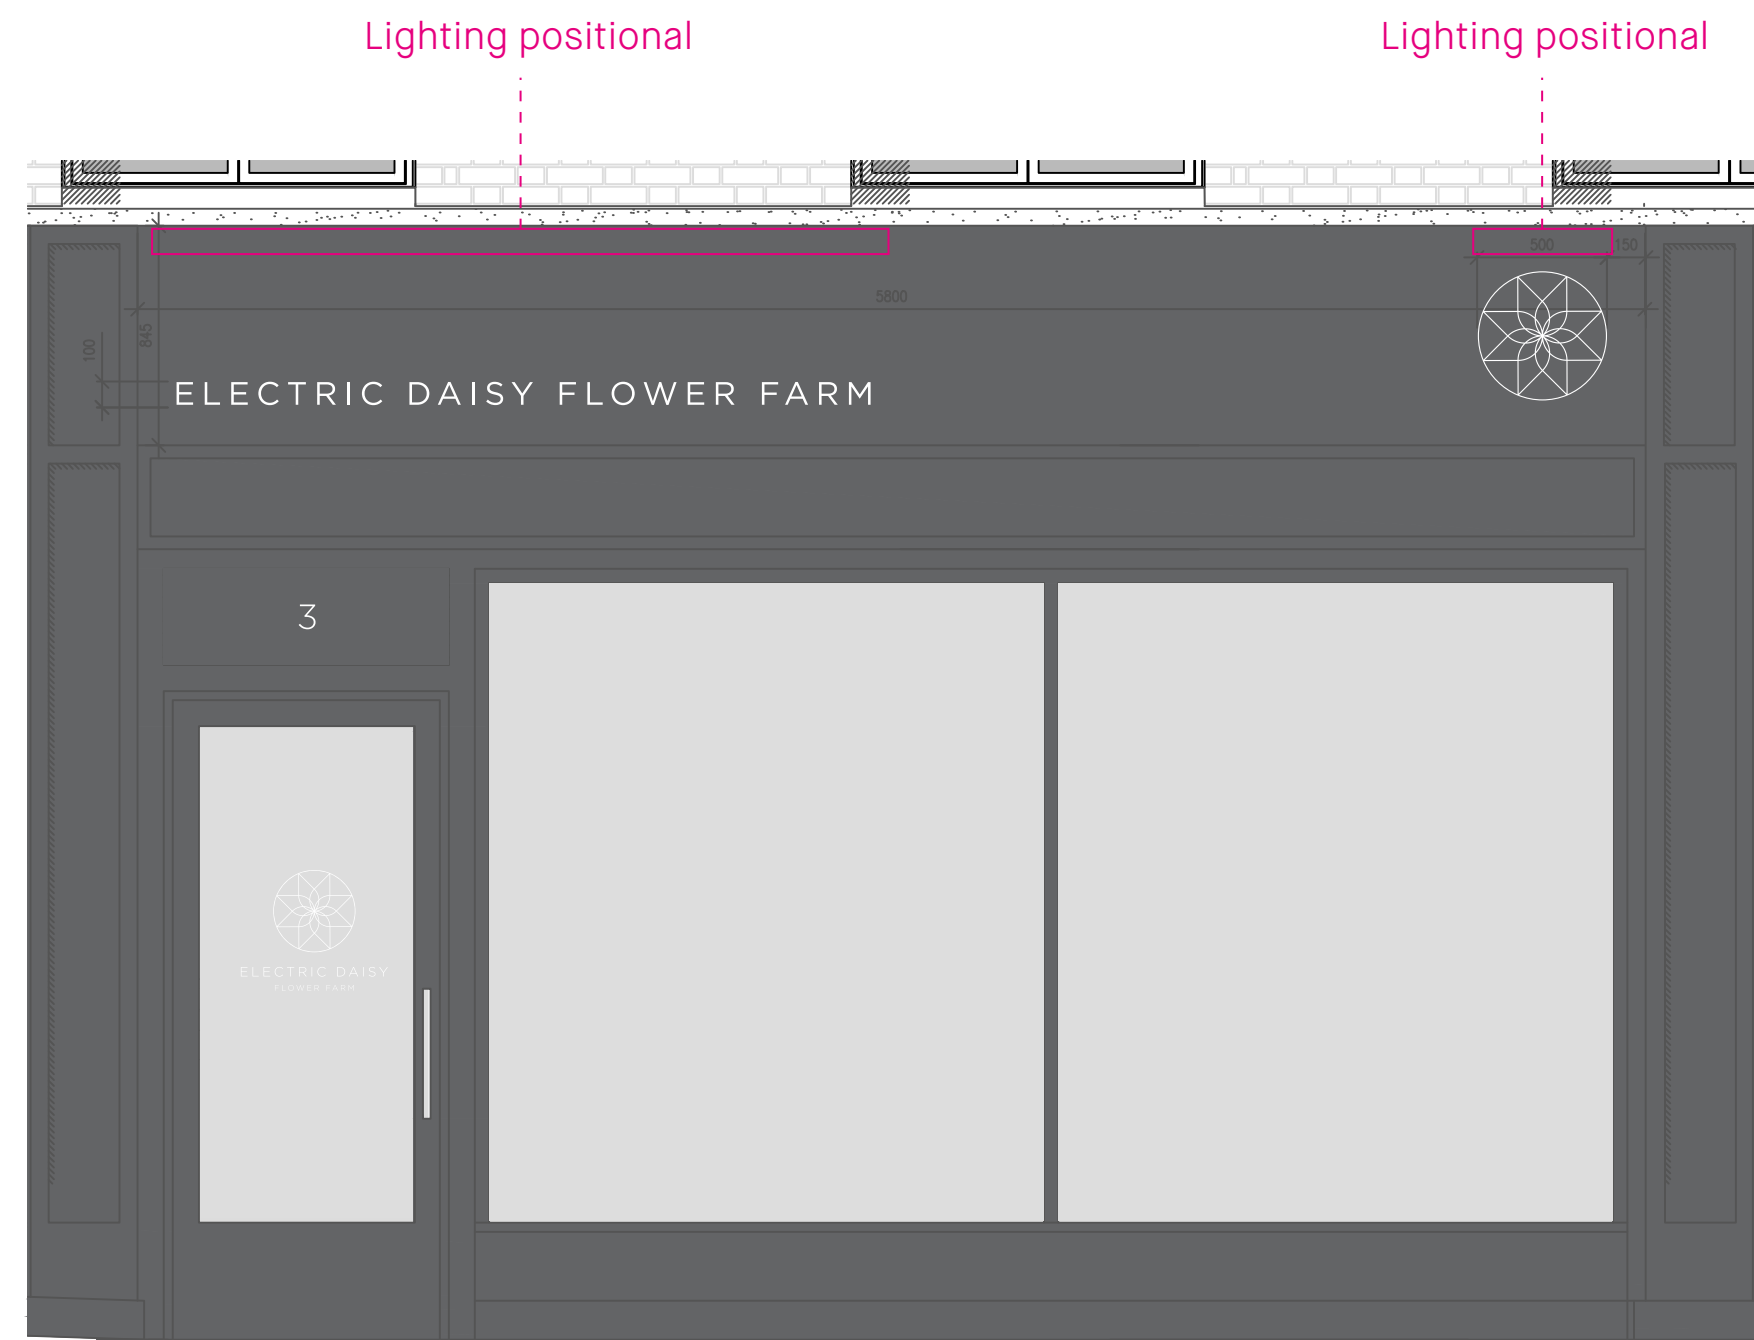 Lighting positional
Lighting positional
500
150
5800
845
100
ELECTRIC DAISY FLOWER FARM
3
ELECTRIC DAISY
FLOWER FARM